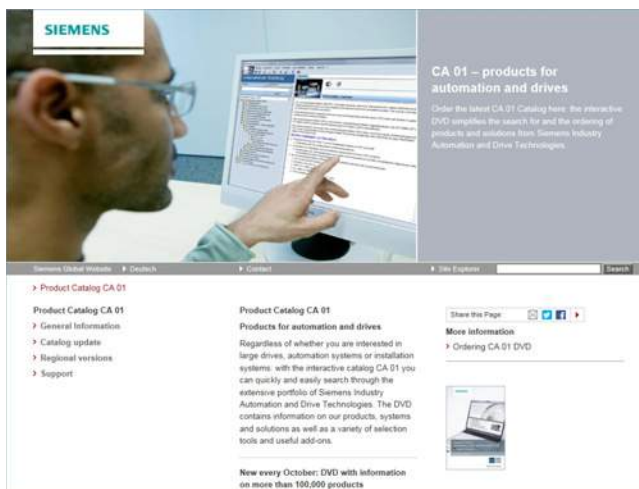 SIEMENS
CA 01 – products for
automation and drives
Order the latest CA 01 Catalog here: the interactive
DVD simplifies the search for and the ordering of
products and solutions from Siemens Industry
Automation and Drive Technologies.
Siemens Global Website
Deutsch
Contact
Site Explorer
Search
Product Catalog CA 01
Product Catalog CA 01
General Information
Catalog update
Regional versions
Support
Product Catalog CA 01
Products for automation and drives
Regardless of whether you are interested in
large drives, automation systems or installation
systems with the interactive catalog CA 01 you
can quickly and easily search through the
extensive portfolio of Siemens Industry
Automation and Drive Technologies. The DVD
contains information on our products, systems
and solutions as well as a variety of selection
tools and useful add-ons.
New every October: DVD with information
on more than 100,000 products
Share this Page:
More information
Ordering CA 01 DVD